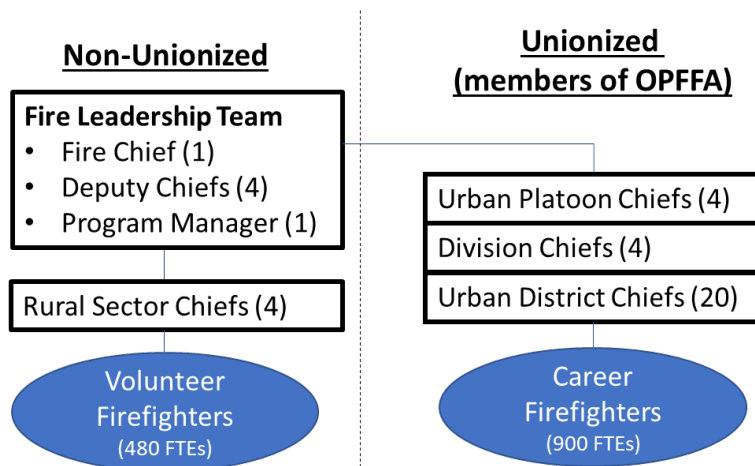 Non-Unionized
Fire Leadership Team
• Fire Chief (1)
• Deputy Chiefs (4)
• Program Manager (1)
Rural Sector Chiefs (4)
Volunteer
Firefighters
(480 FTEs)
Unionized
(members of OPFFA)
Urban Platoon Chiefs (4)
Division Chiefs (4)
Urban District Chiefs (20)
Career
Firefighters
(900 FTEs)